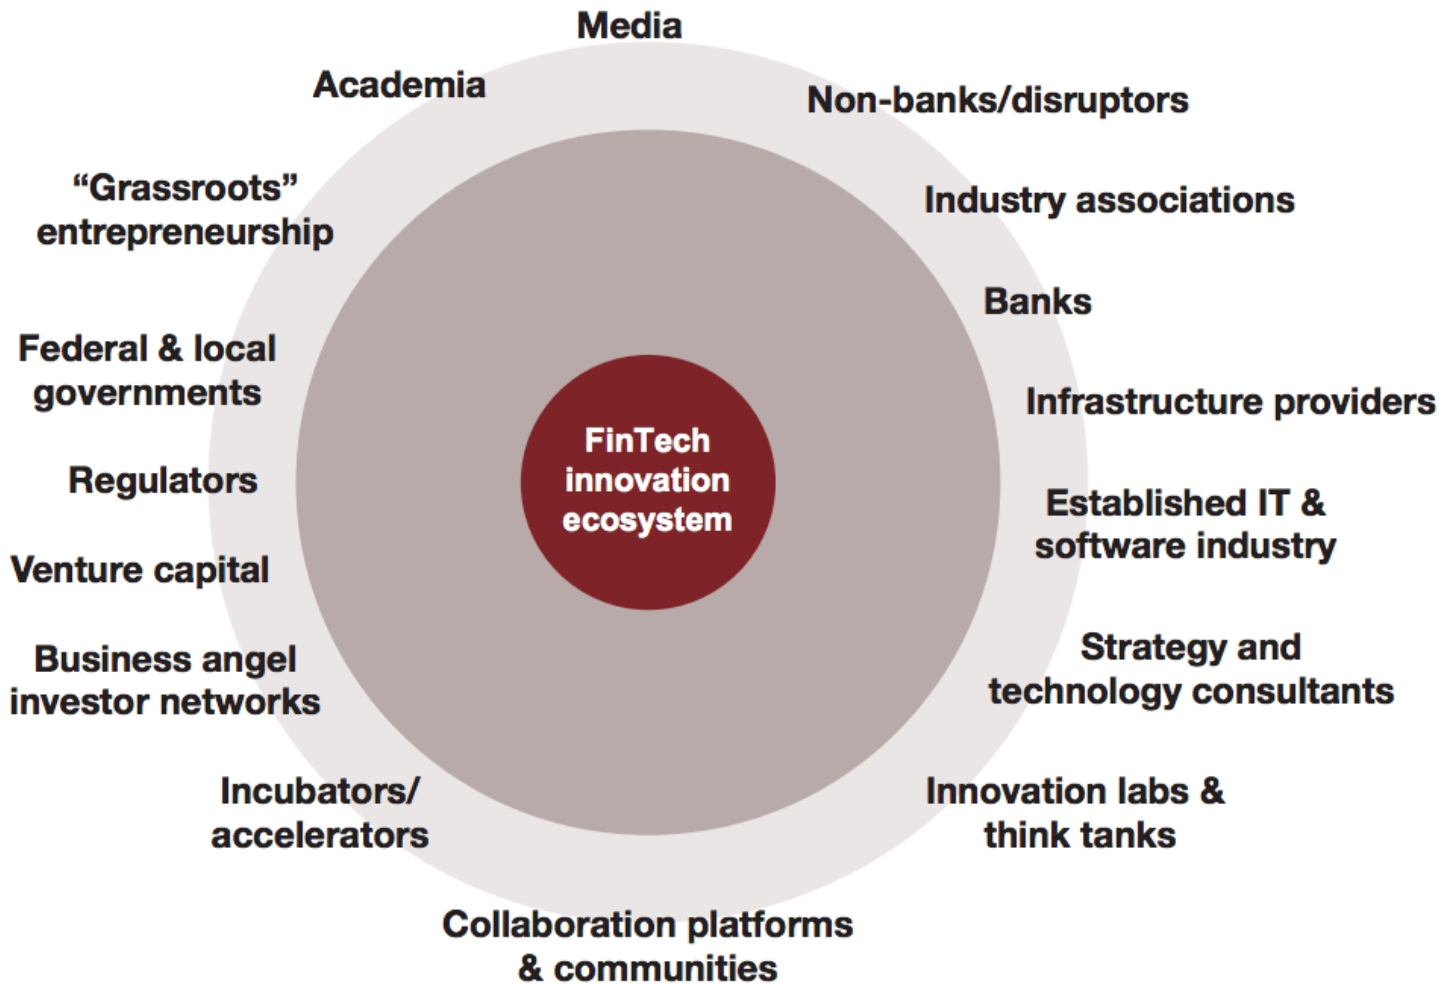 Media
Academia
Non-banks/disruptors
“Grassroots”
entrepreneurship
Industry associations
Banks
Federal & local
governments
Infrastructure providers
FinTech
innovation
ecosystem
Regulators
Established IT &
software industry
Venture capital
Business angel
investor networks
Strategy and
technology consultants
Incubators/
accelerators
Innovation labs &
think tanks
Collaboration platforms
& communities